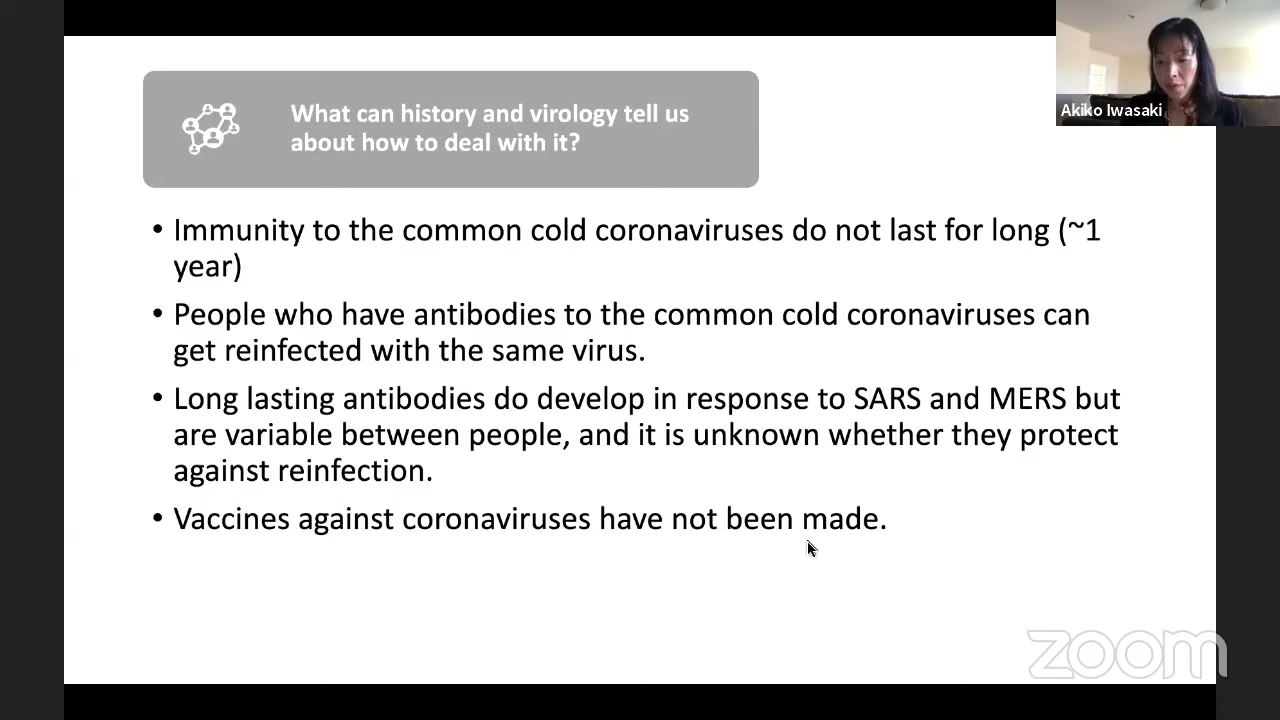 What can history and virology tell us
about how to deal with it?
Akiko Iwasaki
• Immunity to the common cold coronaviruses do not last for long (~1
year)
• People who have antibodies to the common cold coronaviruses can
get reinfected with the same virus.
• Long lasting antibodies do develop in response to SARS and MERS but
are variable between people, and it is unknown whether they protect
against reinfection.
• Vaccines against coronaviruses have not been made.
zoom